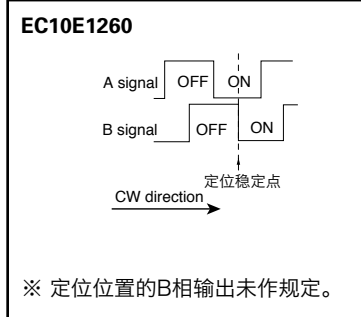 EC10E1260
A signal OFF ON
B signal OFF ON
定位稳定点
CW direction
※ 定位位置的B相输出未作规定。